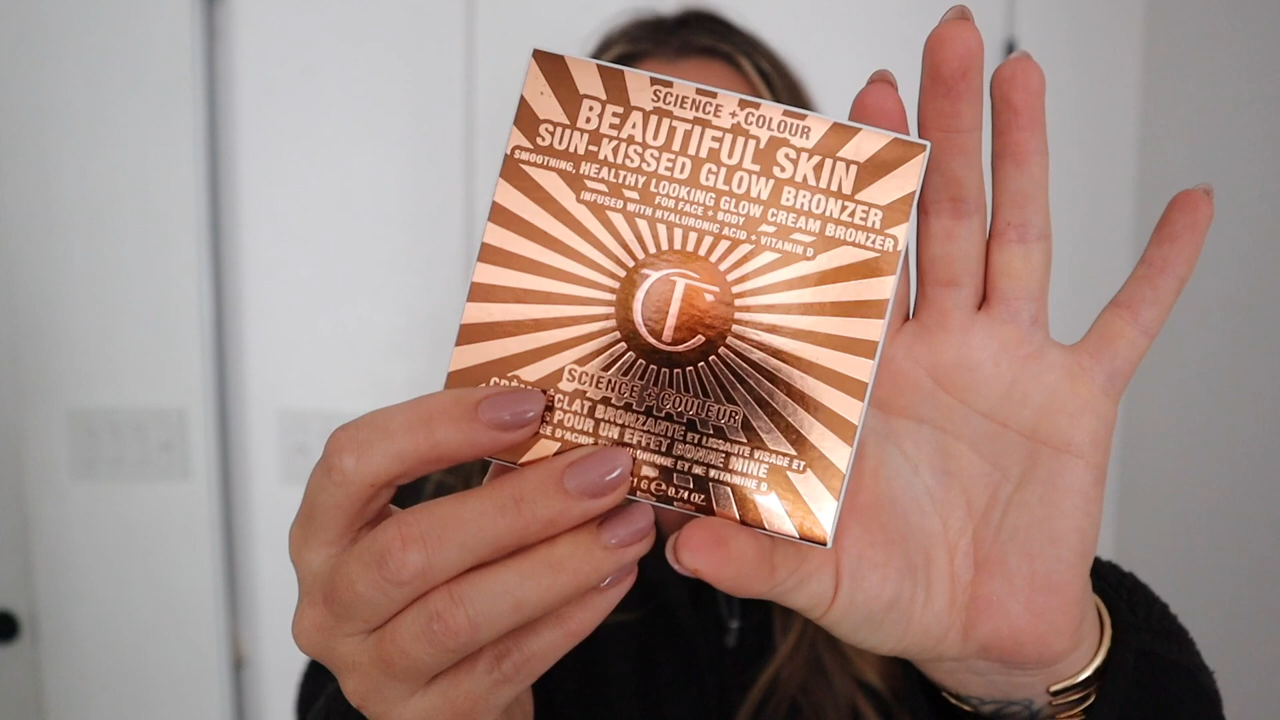 SCIENCE + COLOUR
BEAUTIFUL SKIN
SUN-KISSED GLOW BRONZER
SMOOTHING, HEALTHY LOOKING GLOW CREAM BRONZER
FOR FACE + BODY
INFUSED WITH HYALURONIC ACID + VITAMIN D
CT
SCIENCE + COULEUR
BRONZANTE ET LISSANTE VISAGE ET
POUR UN EFFET BONNE MINE
D'ACIDE ET DE VITAMINE D
21 G e 0.74 OZ.